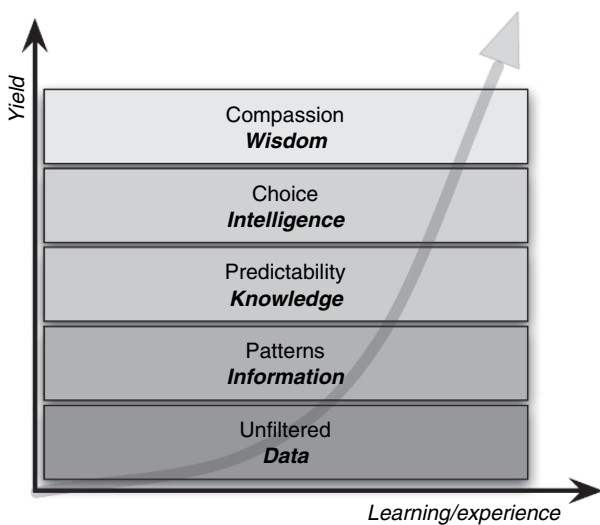 Yield
Compassion
Wisdom
Choice
Intelligence
Predictability
Knowledge
Patterns
Information
Unfiltered
Data
Learning/experience